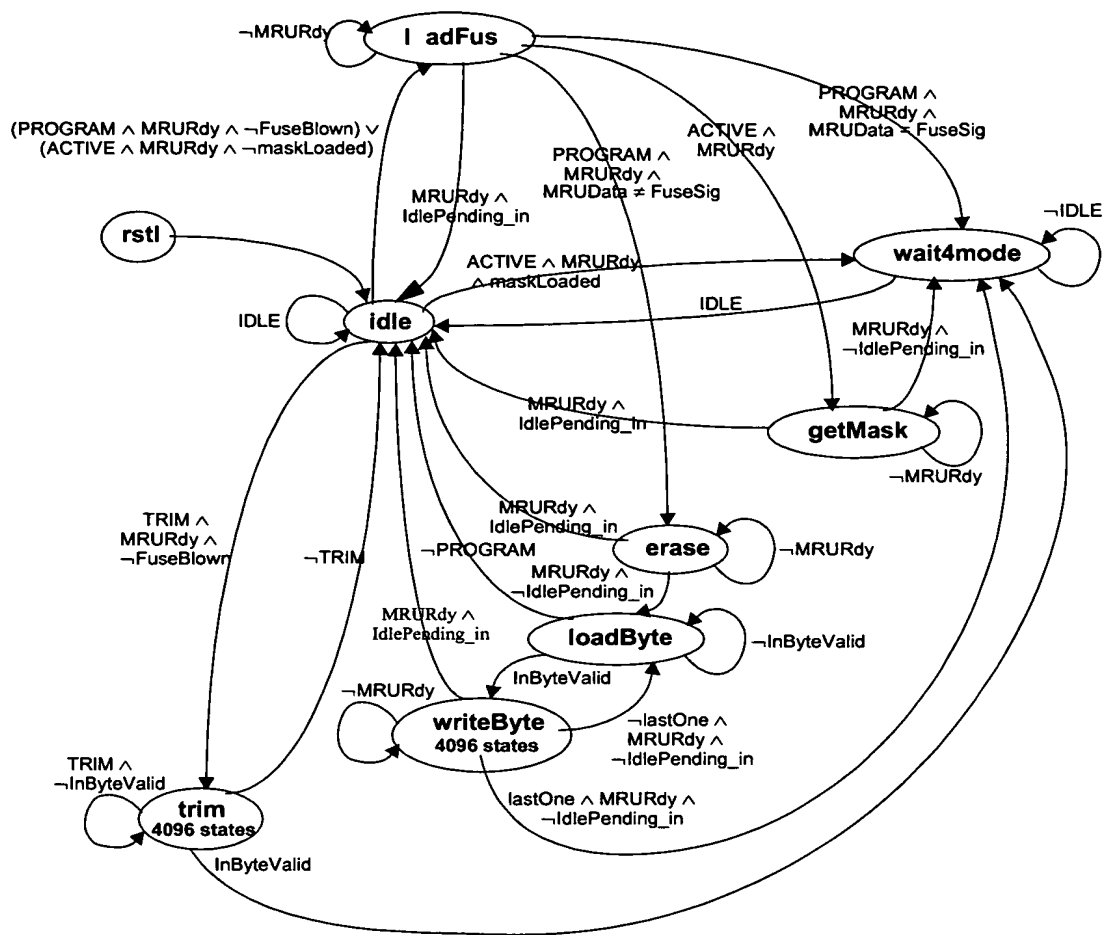 ¬MRURdy
l adFus
(PROGRAM ∧ MRURdy ∧ ¬FuseBlown) ∨
(ACTIVE ∧ MRURdy ∧ ¬maskLoaded)
MRURdy ∧
IdlePending_in
PROGRAM ∧
MRURdy ∧
MRUData ≠ FuseSig
ACTIVE ∧
MRURdy
PROGRAM ∧
MRURdy ∧
MRUData = FuseSig
rstl
¬IDLE
wait4mode
ACTIVE ∧ MRURdy
∧ maskLoaded
IDLE
IDLE
idle
MRURdy ∧
¬IdlePending_in
MRURdy ∧
IdlePending_in
getMask
¬MRURdy
TRIM ∧
MRURdy ∧
¬FuseBlown
¬TRIM
¬PROGRAM
MRURdy ∧
IdlePending_in
erase
¬MRURdy
MRURdy ∧
¬IdlePending_in
MRURdy ∧
IdlePending_in
loadByte
¬InByteValid
InByteValid
¬MRURdy
writeByte
4096 states
¬lastOne ∧
MRURdy ∧
¬IdlePending_in
TRIM ∧
¬InByteValid
trim
4096 states
lastOne ∧ MRURdy ∧
¬IdlePending_in
InByteValid